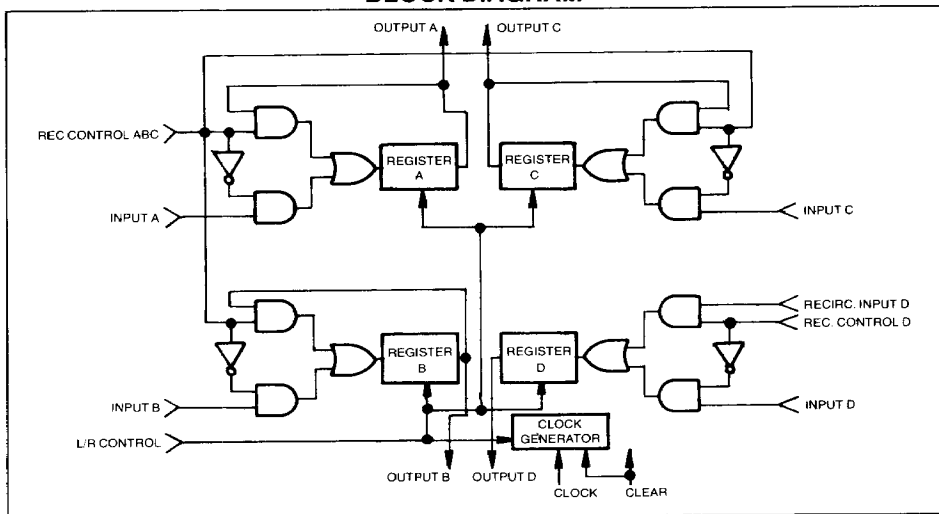 BLOCK DIAGRAM
OUTPUT A
OUTPUT C
REC CONTROL ABC
REGISTER
A
REGISTER
C
INPUT A
INPUT C
RECIRC. INPUT D
REC. CONTROL D
REGISTER
B
REGISTER
D
INPUT B
INPUT D
L/R CONTROL
CLOCK
GENERATOR
OUTPUT B
OUTPUT D
CLOCK
CLEAR